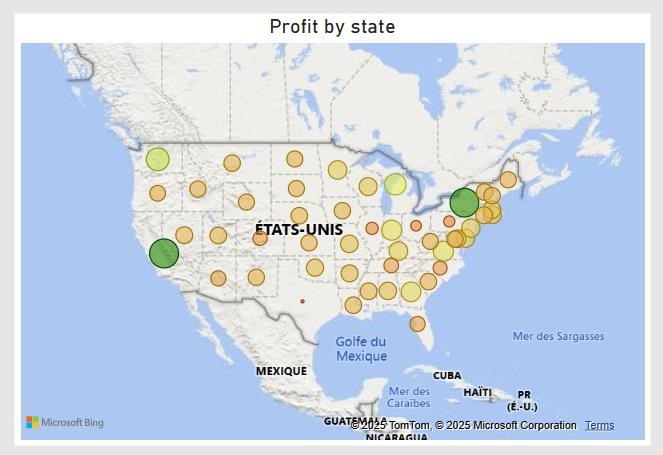 Profit by state
ÉTATS-UNIS
Golfe du
Mexique
Mer des Sargasses
MEXIQUE
CUBA
Mer des
Caraïbes
HAÏTI
PR
(É.-U.)
GUATEMALA
Microsoft Bing
© 2025 TomTom, © 2025 Microsoft Corporation Terms
NICARAGUA